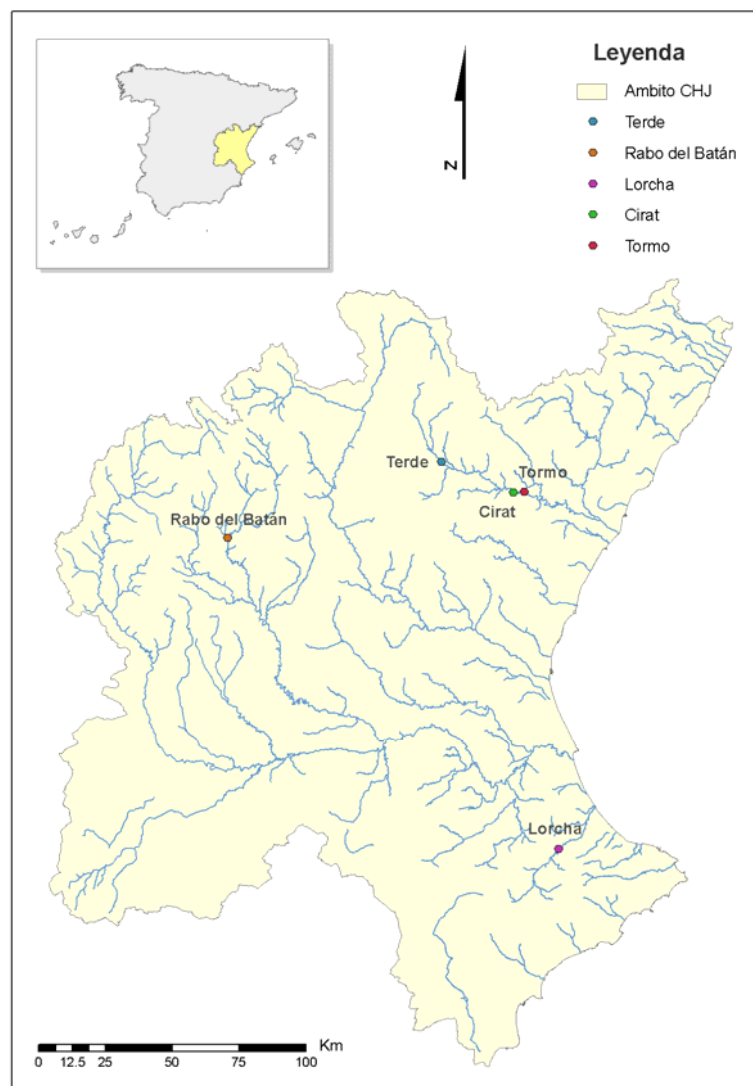 Leyenda
Ambito CHJ
Terde
Rabo del Batán
Lorcha
Cirat
Tormo
N
Terde
Tormo
Cirat
Rabo del Batán
Lorcha
Km
0 12.5 25 50 75 100